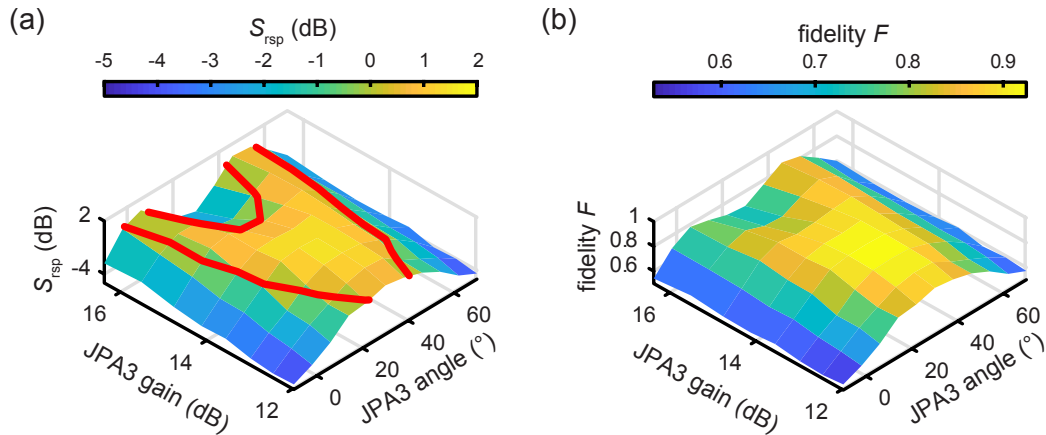 (a)
S_rsp (dB)
-5 -4 -3 -2 -1 0 1 2
S_rsp (dB)
2
-4
16
14
12
JPA3 gain (dB)
0
20
40
60
JPA3 angle (°)
(b)
fidelity F
0.6 0.7 0.8 0.9
fidelity F
1
0.8
0.6
16
14
12
JPA3 gain (dB)
0
20
40
60
JPA3 angle (°)